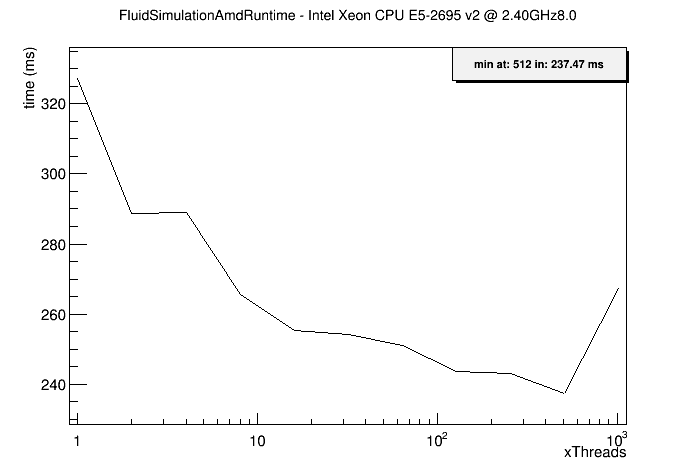 FluidSimulationAmdRuntime - Intel Xeon CPU E5-2695 v2 @ 2.40GHz8.0
min at: 512 in: 237.47 ms
time (ms)
320
300
280
260
240
1 10 10² 10³
xThreads